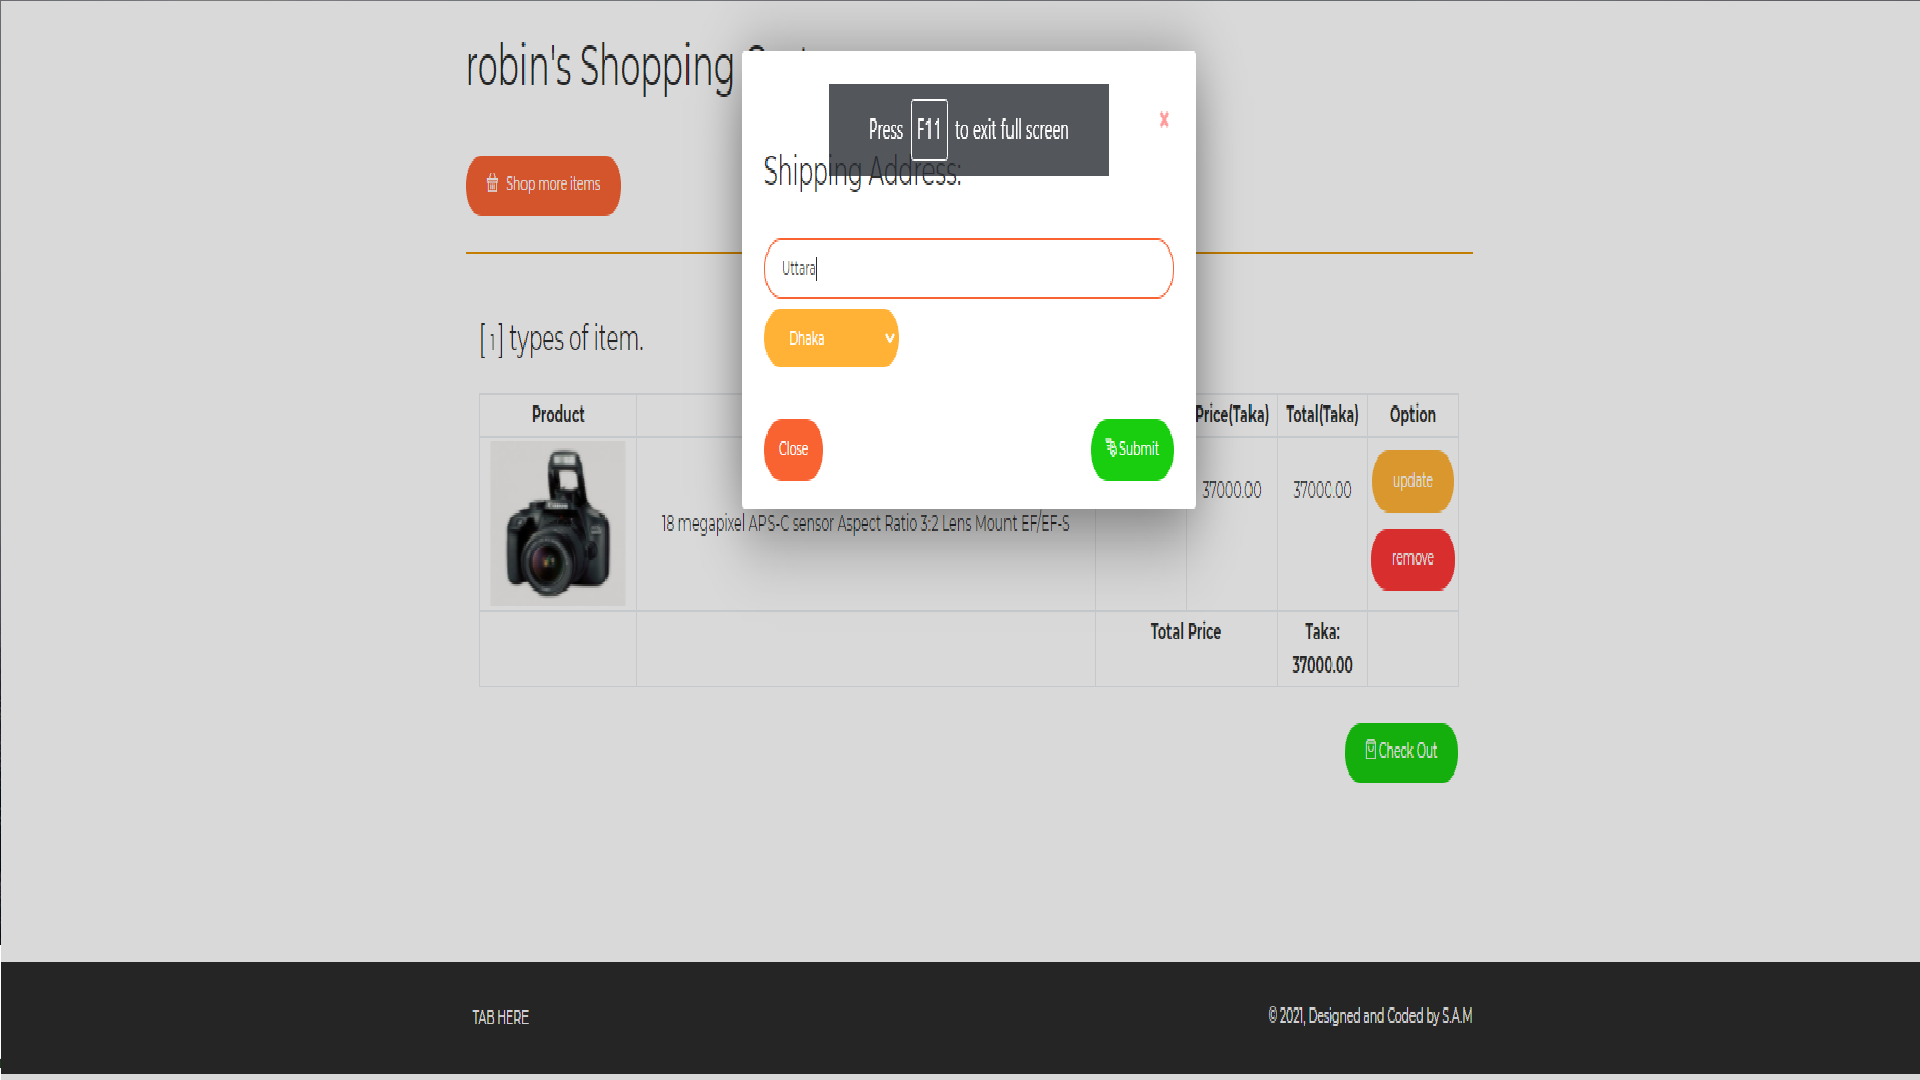 robin's Shopping
Press F11 to exit full screen
x
Shipping Address:
Shop more items
Uttara
Dhaka
[ 1 ] types of item.
Close
Submit
Product Price(Taka) Total(Taka) Option
18 megapixel APS-C sensor Aspect Ratio 3:2 Lens Mount EF/EF-S
37000.00 37000.00
update
remove
Total Price Taka:
37000.00
Check Out
TAB HERE
© 2021, Designed and Coded by S.A.M